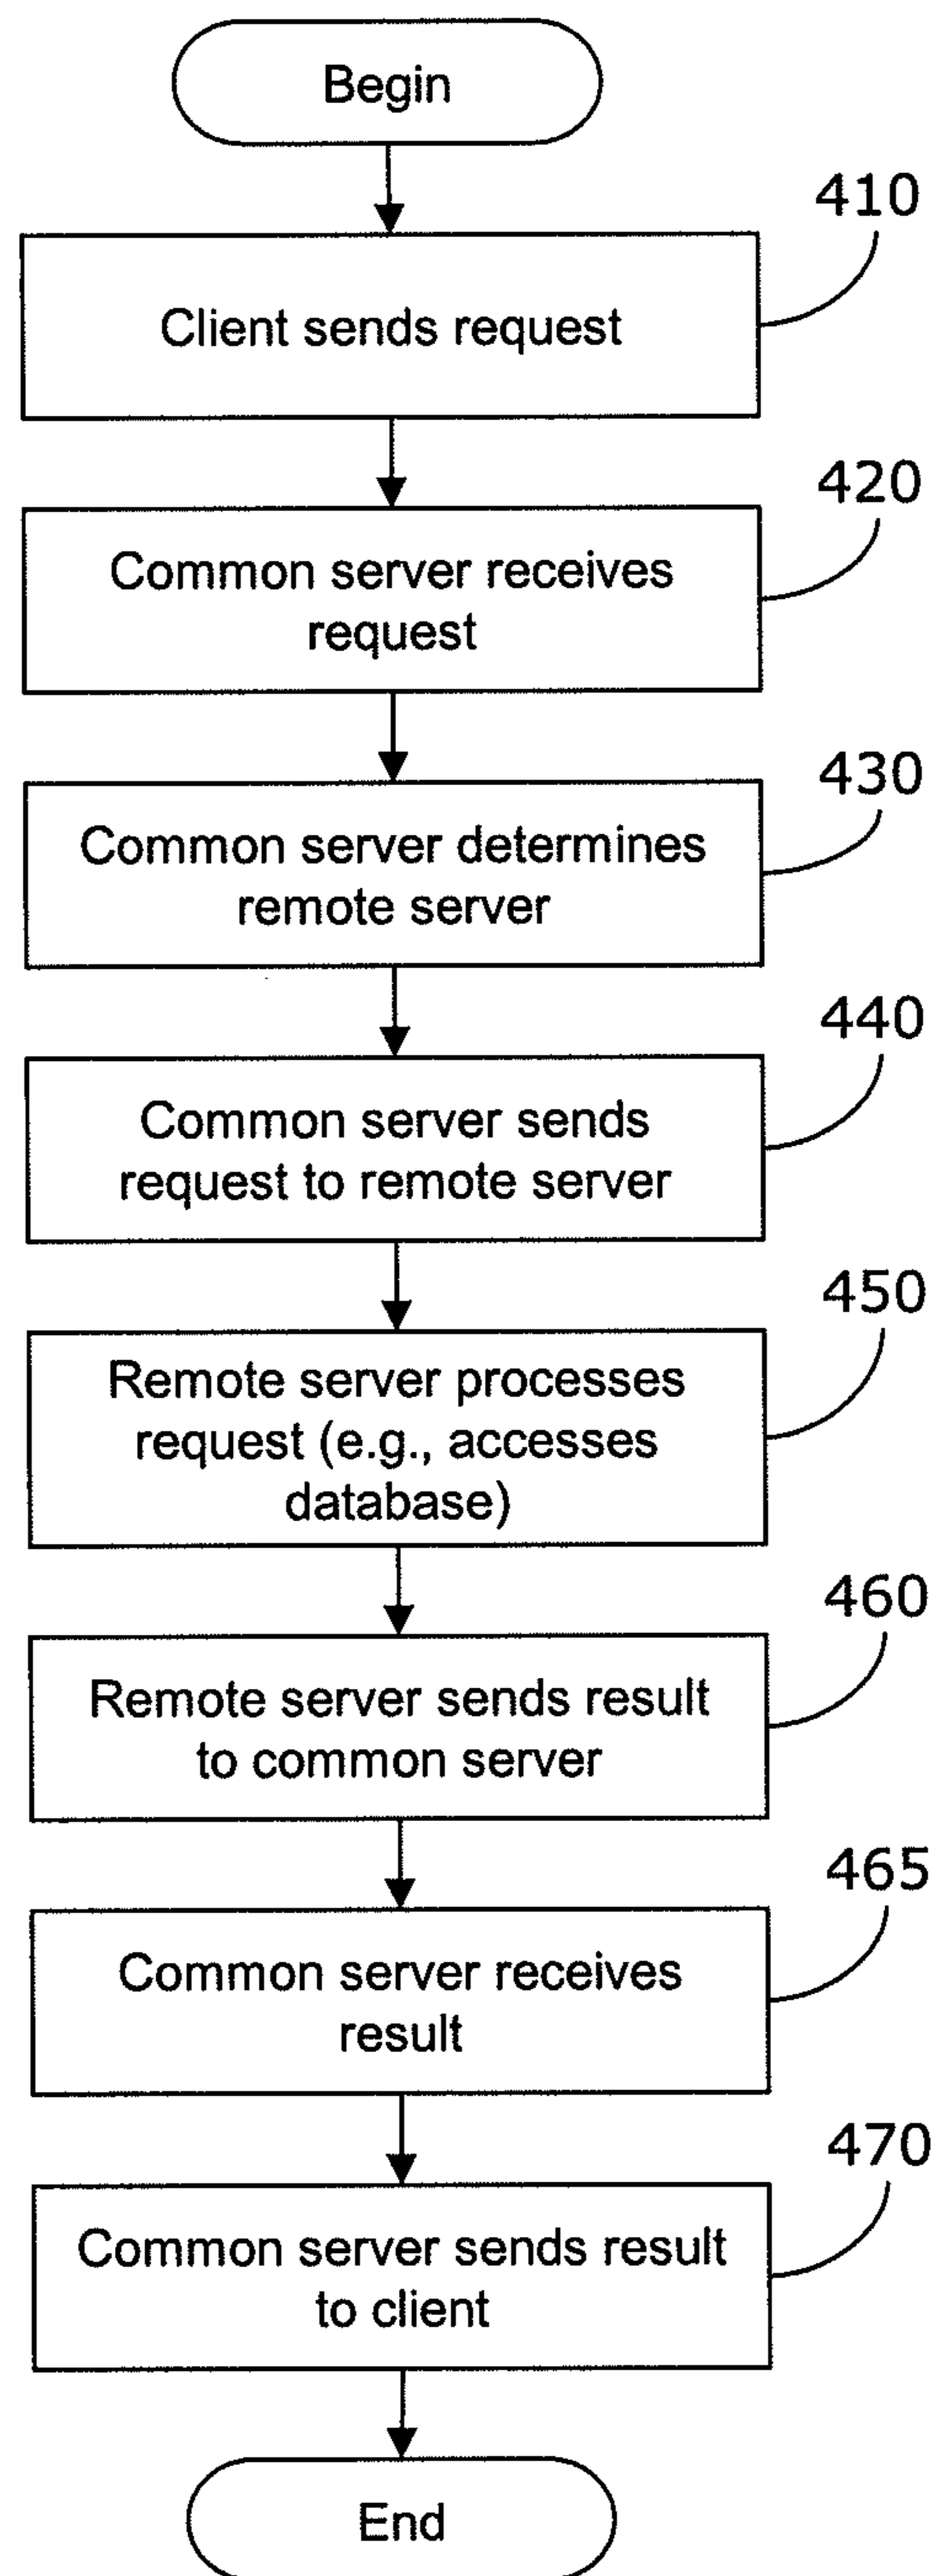 Begin
410
Client sends request
420
Common server receives
request
430
Common server determines
remote server
440
Common server sends
request to remote server
450
Remote server processes
request (e.g., accesses
database)
460
Remote server sends result
to common server
465
Common server receives
result
470
Common server sends result
to client
End